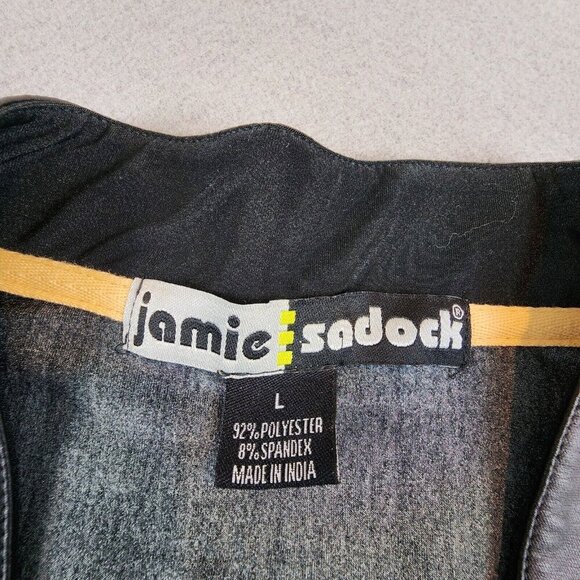 jamie sadock®
L
92% POLYESTER
8% SPANDEX
MADE IN INDIA